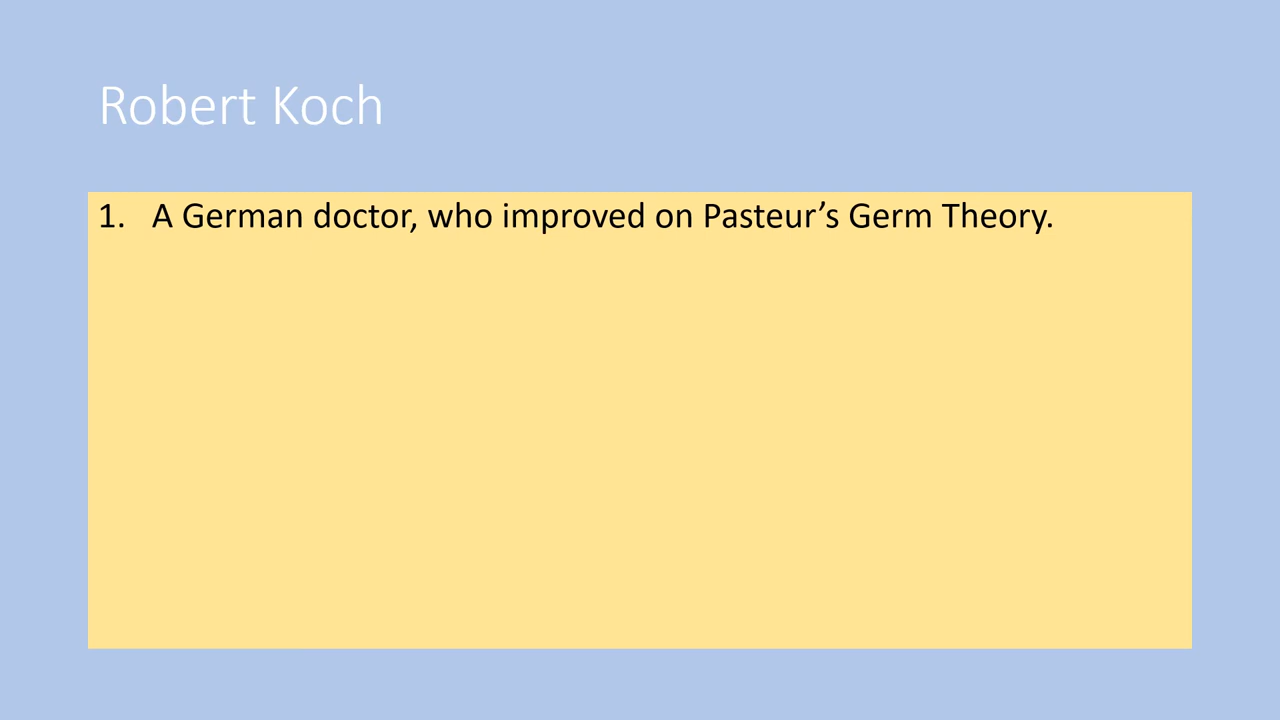 Robert Koch
1. A German doctor, who improved on Pasteur’s Germ Theory.